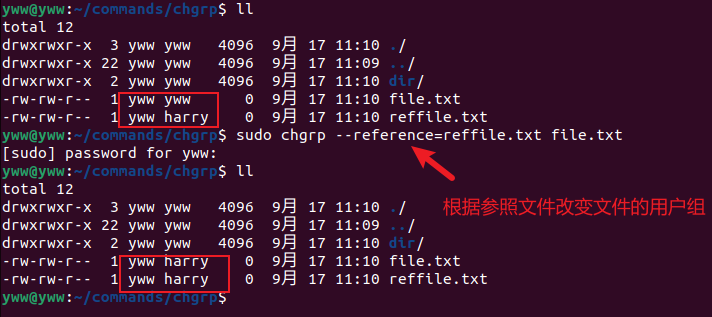 yww@yww:~/commands/chgrp$ ll
total 12
drwxrwxr-x  3 yww yww   4096  9月 17 11:10 ./
drwxrwxr-x 22 yww yww   4096  9月 17 11:09 ../
drwxrwxr-x  2 yww yww   4096  9月 17 11:10 dir/
-rw-rw-r--  1 yww yww      0  9月 17 11:10 file.txt
-rw-rw-r--  1 yww harry    0  9月 17 11:10 reffile.txt
yww@yww:~/commands/chgrp$ sudo chgrp --reference=reffile.txt file.txt
[sudo] password for yww:
yww@yww:~/commands/chgrp$ ll
total 12
drwxrwxr-x  3 yww yww   4096  9月 17 11:10 ./
drwxrwxr-x 22 yww yww   4096  9月 17 11:09 ../
drwxrwxr-x  2 yww yww   4096  9月 17 11:10 dir/
-rw-rw-r--  1 yww harry    0  9月 17 11:10 file.txt
-rw-rw-r--  1 yww harry    0  9月 17 11:10 reffile.txt
yww@yww:~/commands/chgrp$
根据参照文件改变文件的用户组